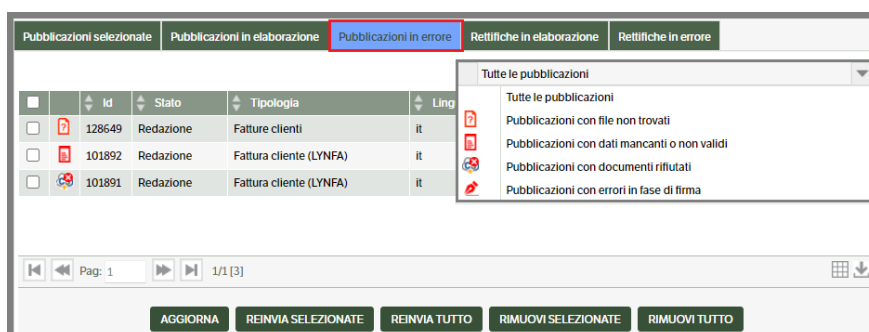 Pubblicazioni selezionate Pubblicazioni in elaborazione Pubblicazioni in errore Rettifiche in elaborazione Rettifiche in errore
Tutte le pubblicazioni
Id Stato Tipologia Ling
Tutte le pubblicazioni
128649 Redazione Fatture clienti it
Pubblicazioni con file non trovati
101892 Redazione Fattura cliente (LYNFA) it
Pubblicazioni con dati mancanti o non validi
101891 Redazione Fattura cliente (LYNFA) it
Pubblicazioni con documenti rifiutati
Pubblicazioni con errori in fase di firma
Pag: 1 1/1 [3]
AGGIORNA REINVIA SELEZIONATE REINVIA TUTTO RIMUOVI SELEZIONATE RIMUOVI TUTTO